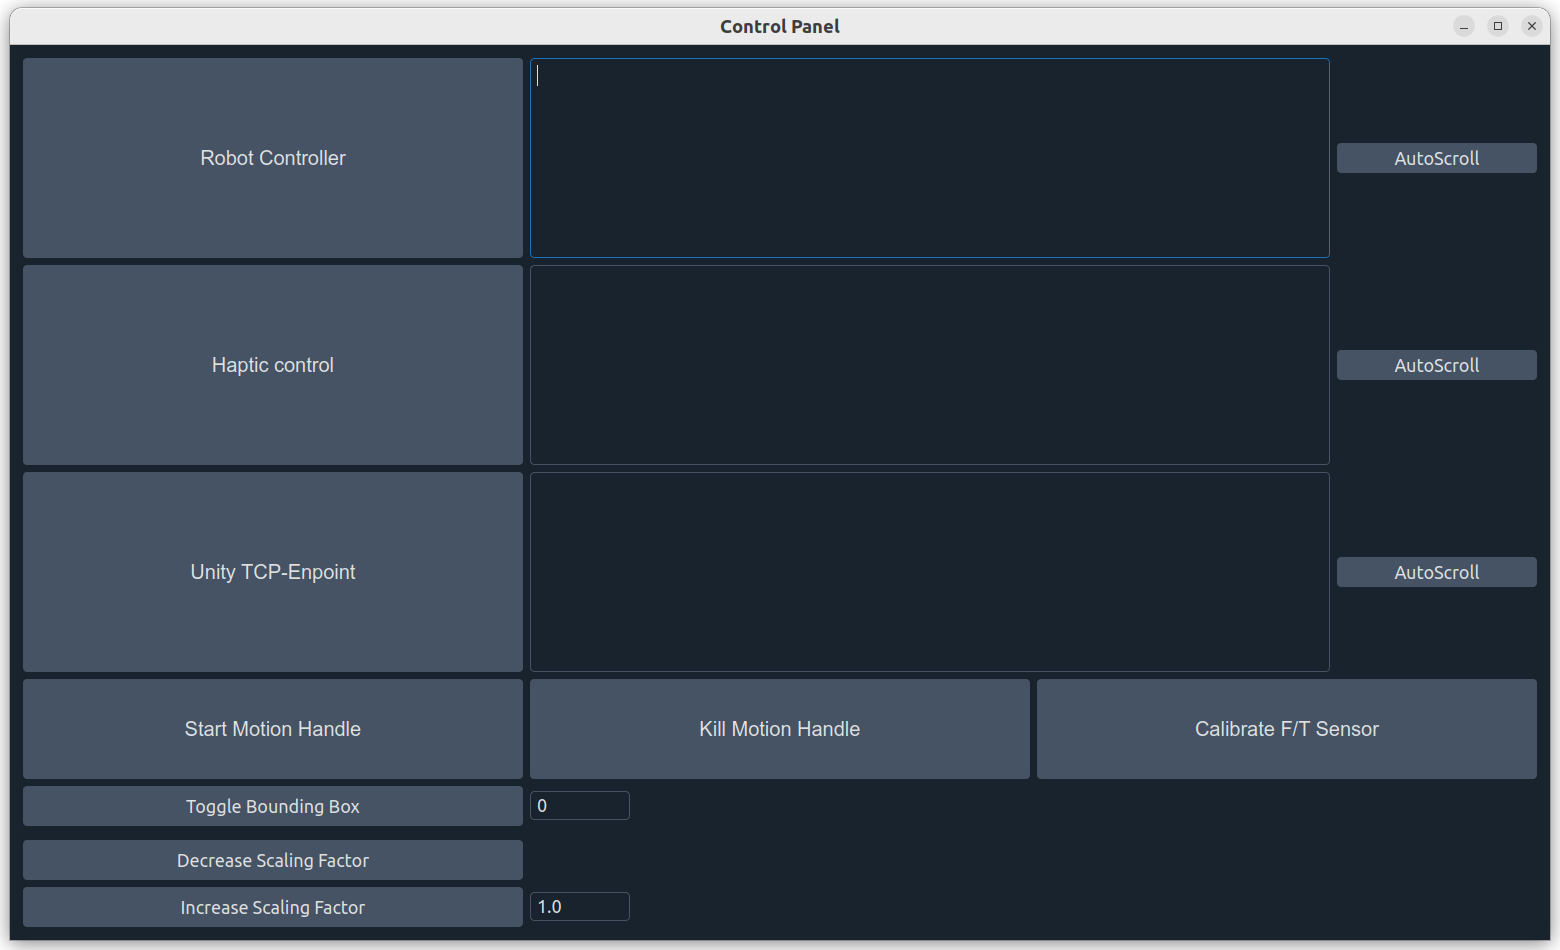 Control Panel
Robot Controller
AutoScroll
Haptic control
AutoScroll
Unity TCP-Enpoint
AutoScroll
Start Motion Handle
Kill Motion Handle
Calibrate F/T Sensor
Toggle Bounding Box
0
Decrease Scaling Factor
Increase Scaling Factor
1.0